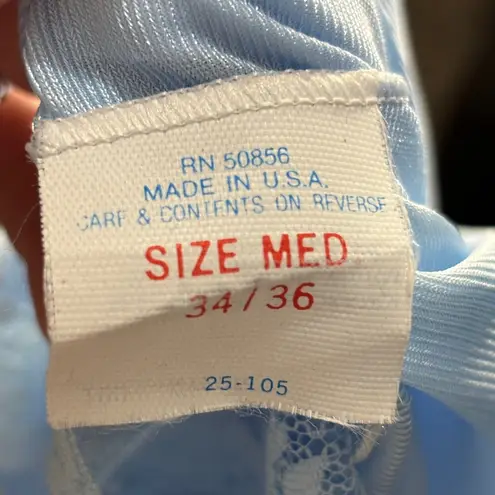 RN 50856
MADE IN U.S.A.
CARE & CONTENTS ON REVERSE
SIZE MED
34/36
25-105